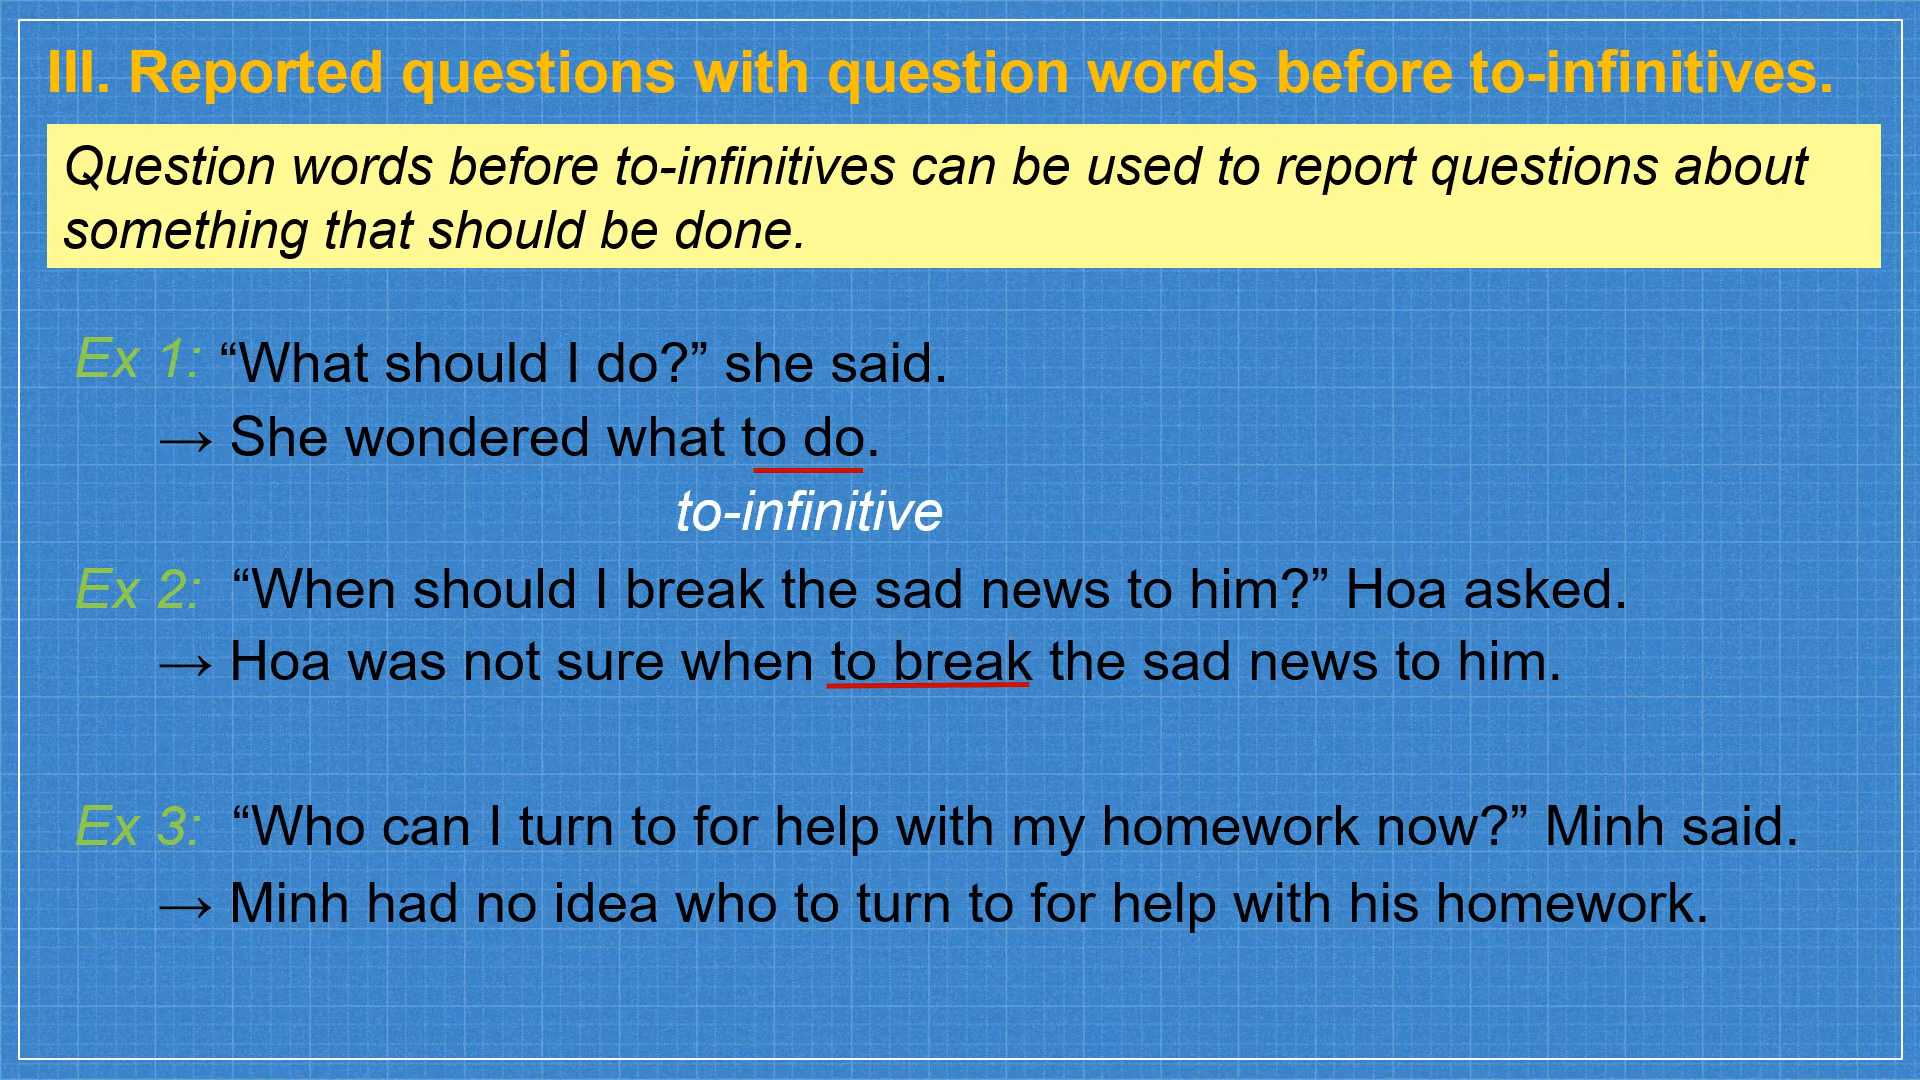 III. Reported questions with question words before to-infinitives.
Question words before to-infinitives can be used to report questions about
something that should be done.
Ex 1: “What should I do?” she said.
→ She wondered what to do.
to-infinitive
Ex 2: “When should I break the sad news to him?” Hoa asked.
→ Hoa was not sure when to break the sad news to him.
Ex 3: “Who can I turn to for help with my homework now?” Minh said.
→ Minh had no idea who to turn to for help with his homework.